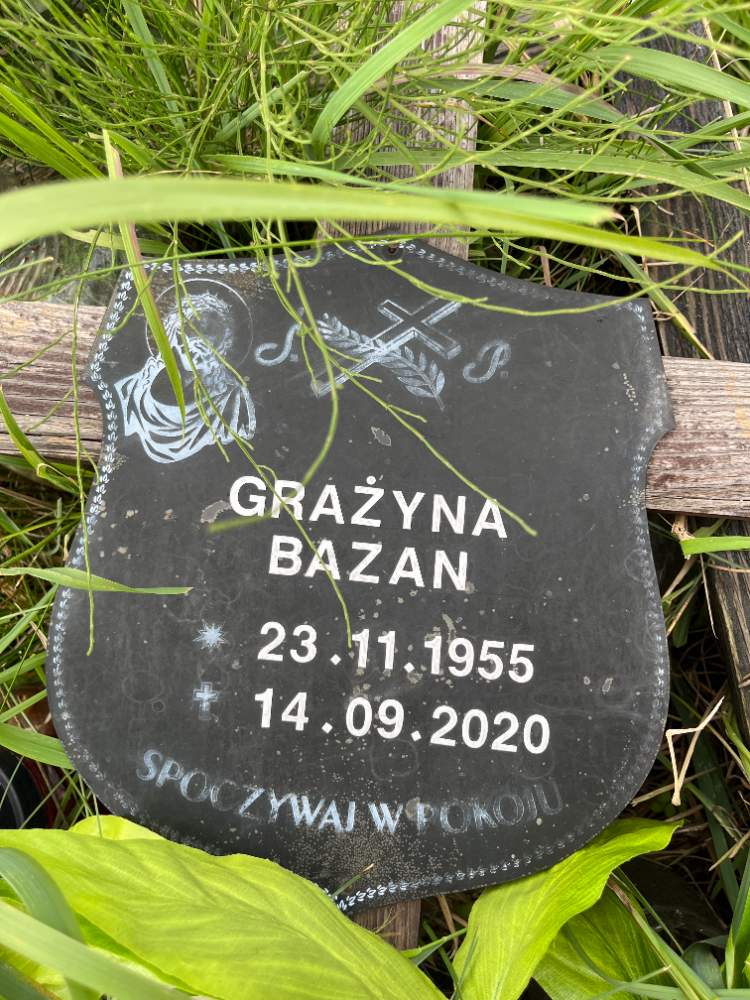 Ś. P.
GRAŻYNA
BAZAN
23.11.1955
14.09.2020
SPOCZYWAJ W POKOJU